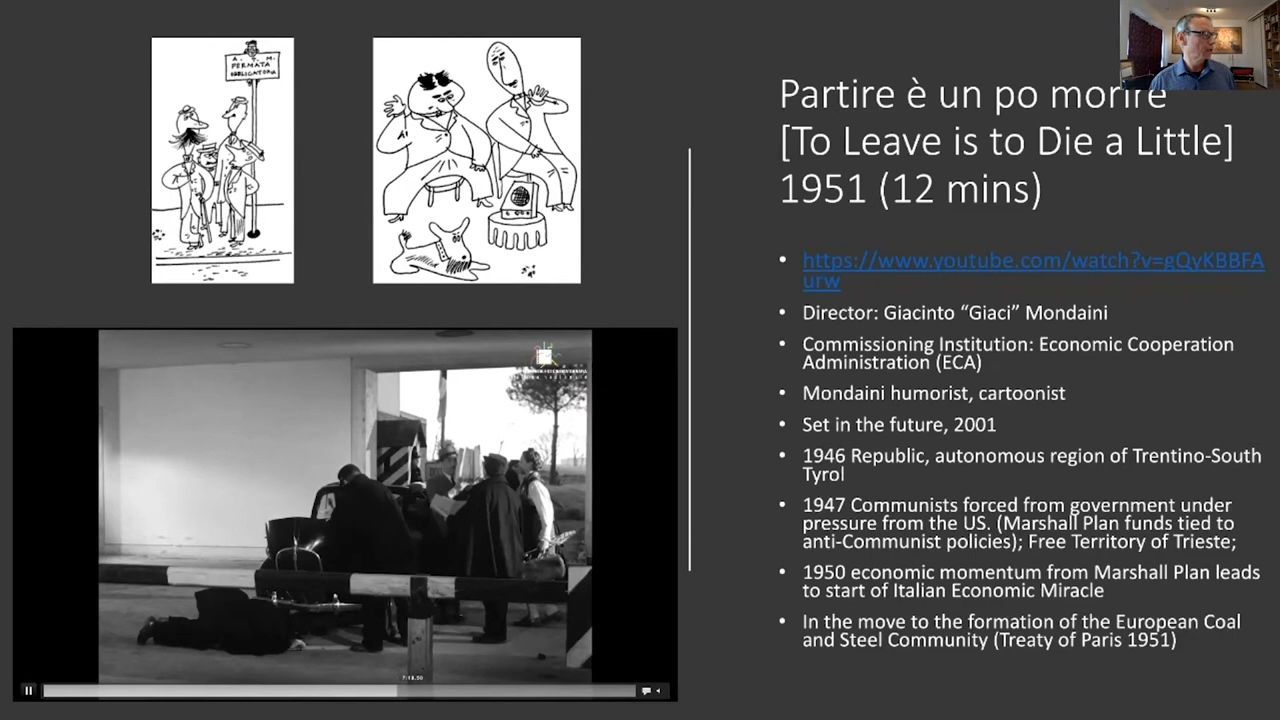 A. T. M.
FERMATA
OBBLIGATORIA
Partire è un po morire
[To Leave is to Die a Little]
1951 (12 mins)
https://www.youtube.com/watch?v=gQyKBBFA
urw
Director: Giacinto “Giaci” Mondaini
Commissioning Institution: Economic Cooperation
Administration (ECA)
Mondaini humorist, cartoonist
Set in the future, 2001
1946 Republic, autonomous region of Trentino-South
Tyrol
1947 Communists forced from government under
pressure from the US. (Marshall Plan funds tied to
anti-Communist policies); Free Territory of Trieste;
1950 economic momentum from Marshall Plan leads
to start of Italian Economic Miracle
In the move to the formation of the European Coal
and Steel Community (Treaty of Paris 1951)
7:18.50